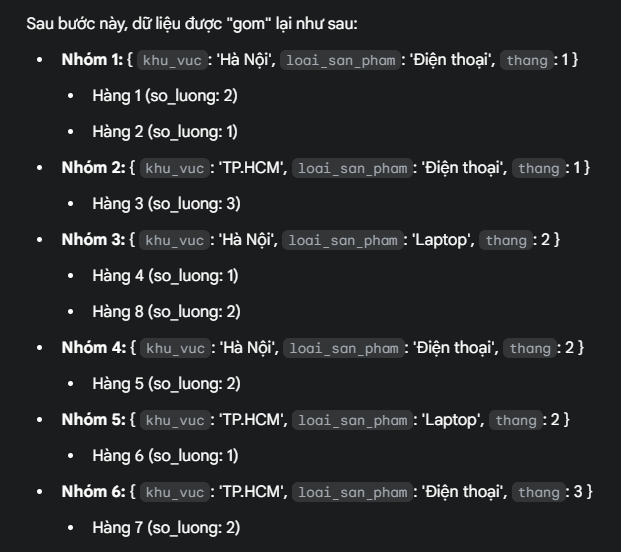 Sau bước này, dữ liệu được "gom" lại như sau:
• Nhóm 1: { khu_vuc : 'Hà Nội', loai_san_pham : 'Điện thoại', thang : 1 }
• Hàng 1 (so_luong: 2)
• Hàng 2 (so_luong: 1)
• Nhóm 2: { khu_vuc : 'TP.HCM', loai_san_pham : 'Điện thoại', thang : 1 }
• Hàng 3 (so_luong: 3)
• Nhóm 3: { khu_vuc : 'Hà Nội', loai_san_pham : 'Laptop', thang : 2 }
• Hàng 4 (so_luong: 1)
• Hàng 8 (so_luong: 2)
• Nhóm 4: { khu_vuc : 'Hà Nội', loai_san_pham : 'Điện thoại', thang : 2 }
• Hàng 5 (so_luong: 2)
• Nhóm 5: { khu_vuc : 'TP.HCM', loai_san_pham : 'Laptop', thang : 2 }
• Hàng 6 (so_luong: 1)
• Nhóm 6: { khu_vuc : 'TP.HCM', loai_san_pham : 'Điện thoại', thang : 3 }
• Hàng 7 (so_luong: 2)